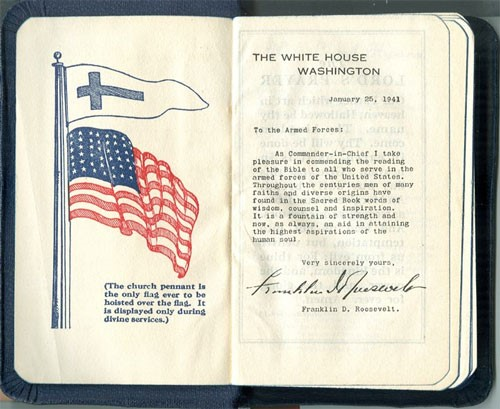 (The church pennant is
the only flag ever to be
hoisted over the flag. It
is displayed only during
divine services.)
THE WHITE HOUSE
WASHINGTON
January 25, 1941
To the Armed Forces:
As Commander-in-Chief I take
pleasure in commending the reading
of the Bible to all who serve in the
armed forces of the United States.
Throughout the centuries men of many
faiths and diverse origins have
found in the Sacred Book words of
wisdom, counsel and inspiration.
It is a fountain of strength and
now, as always, an aid in attaining
the highest aspirations of the
human soul
Very sincerely yours,
Franklin D Roosevelt
Franklin D. Roosevelt.